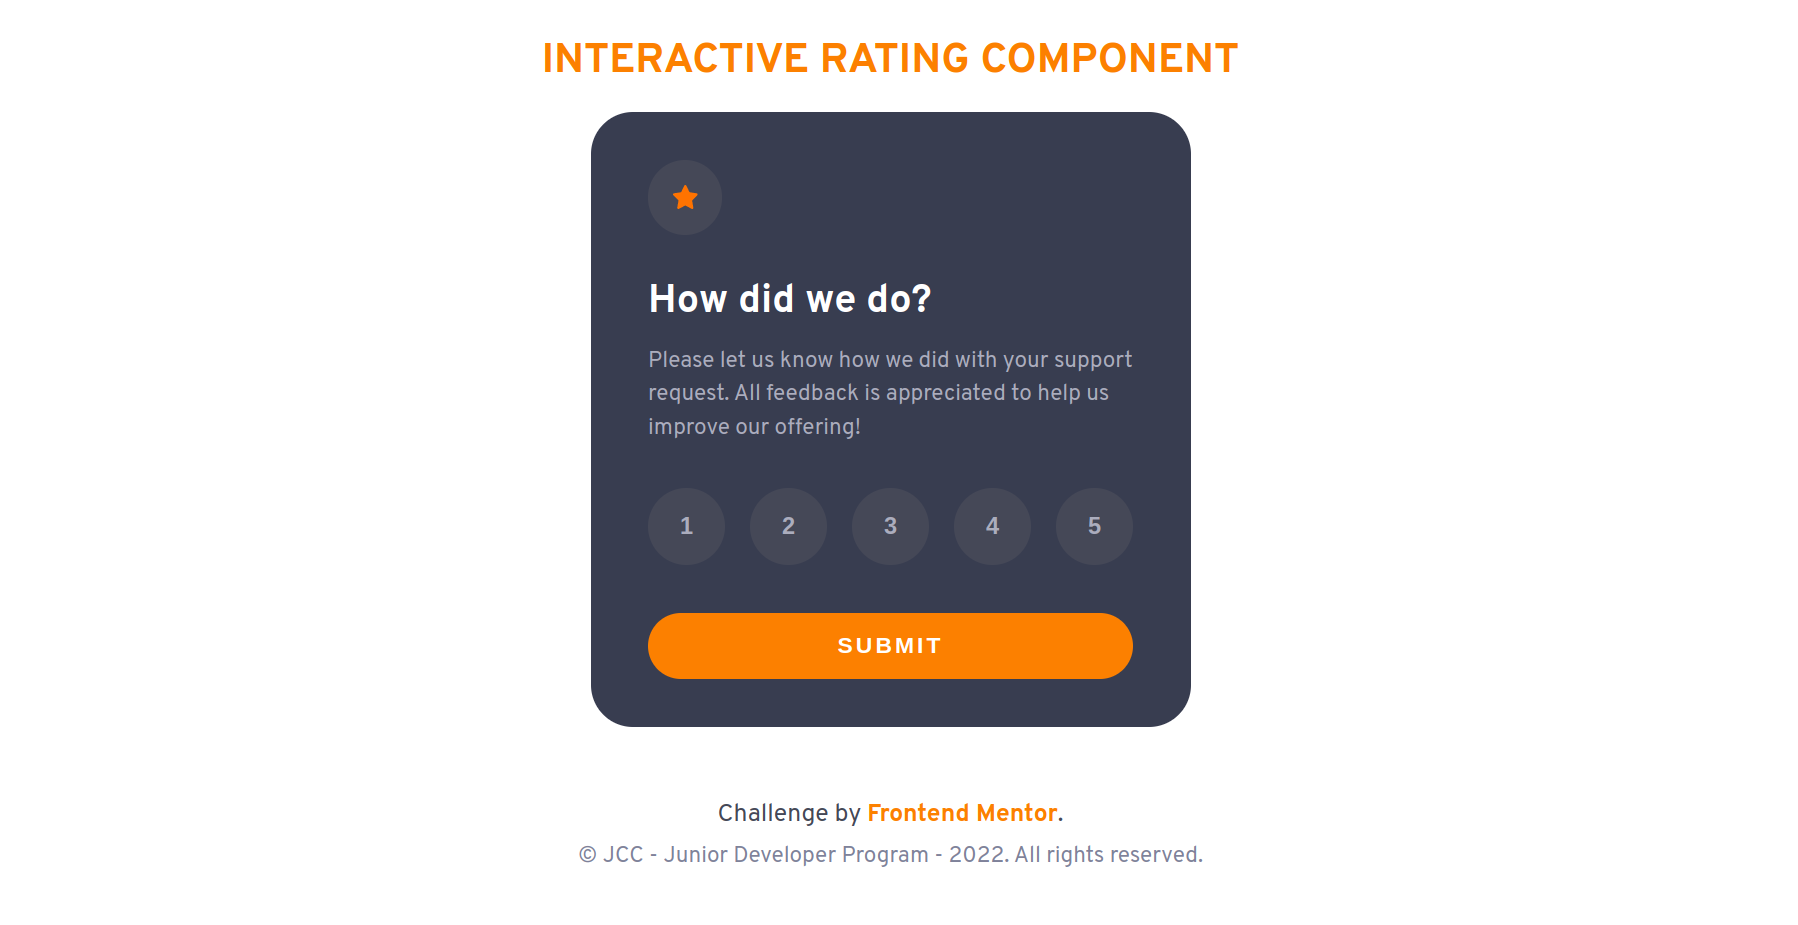 INTERACTIVE RATING COMPONENT
How did we do?
Please let us know how we did with your support
request. All feedback is appreciated to help us
improve our offering!
1 2 3 4 5
SUBMIT
Challenge by Frontend Mentor.
© JCC - Junior Developer Program - 2022. All rights reserved.